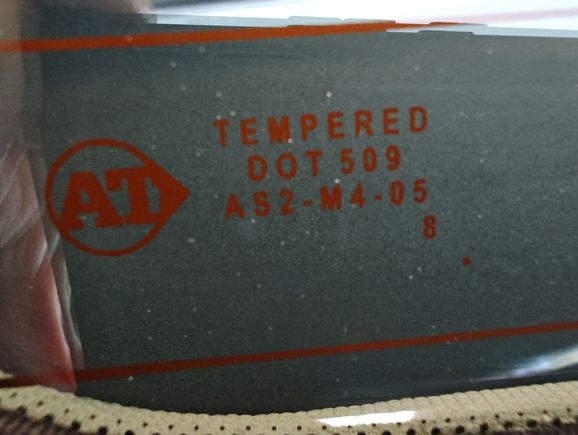 AT
TEMPERED
DOT 509
AS2-M4-05
8